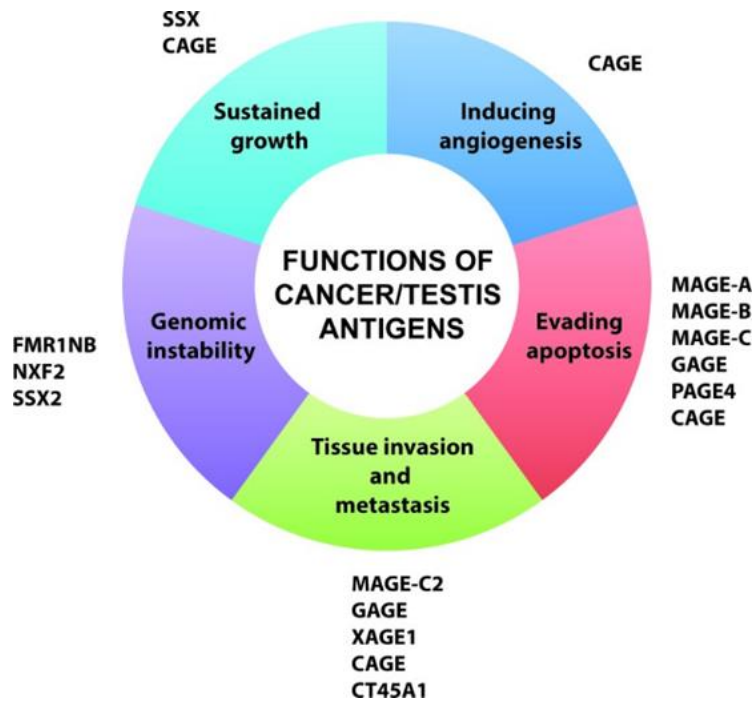 SSX
CAGE
Sustained
growth
CAGE
Inducing
angiogenesis
FUNCTIONS OF
CANCER/TESTIS
ANTIGENS
MAGE-A
MAGE-B
MAGE-C
GAGE
PAGE4
CAGE
Evading
apoptosis
Genomic
instability
FMR1NB
NXF2
SSX2
Tissue invasion
and
metastasis
MAGE-C2
GAGE
XAGE1
CAGE
CT45A1